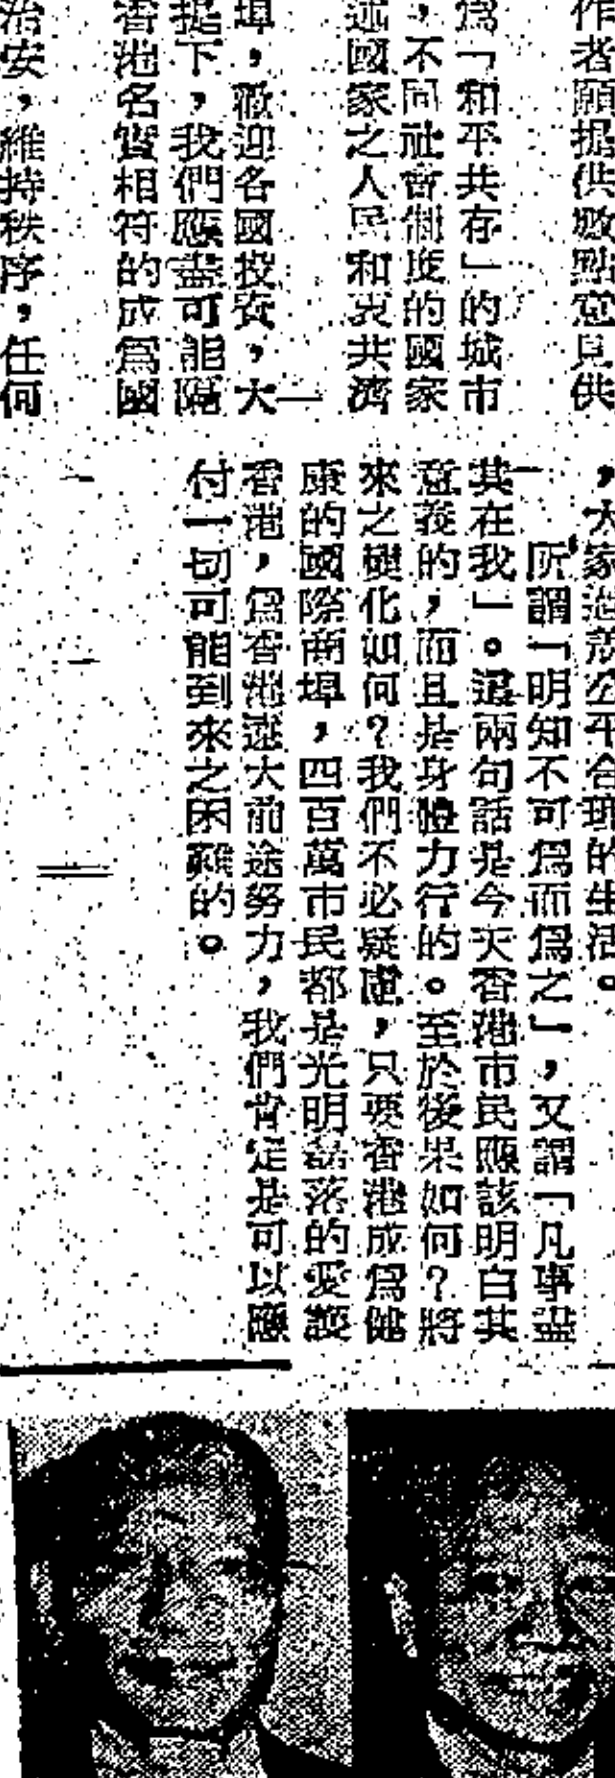 作者願提供數點意見供
為「和平共存」的城市
，不同社會制度的國家
述國家之人民和衷共濟
埠，歡迎各國投資，大
提下，我們應盡可能
香港名實相符的成為國
治安，維持秩序，任何
，大家過着公平合理的生活。
所謂「明知不可為而為之」，又謂「凡事盡
其在我」。這兩句話是今天香港市民應該明白其
意義的，而且是身體力行的。至於後果如何？將
來之變化如何？我們不必疑慮，只要香港成為健
康的國際商埠，四百萬市民都是光明磊落的愛護
香港，為香港遠大前途努力，我們肯定是可以應
付一切可能到來之困難的。